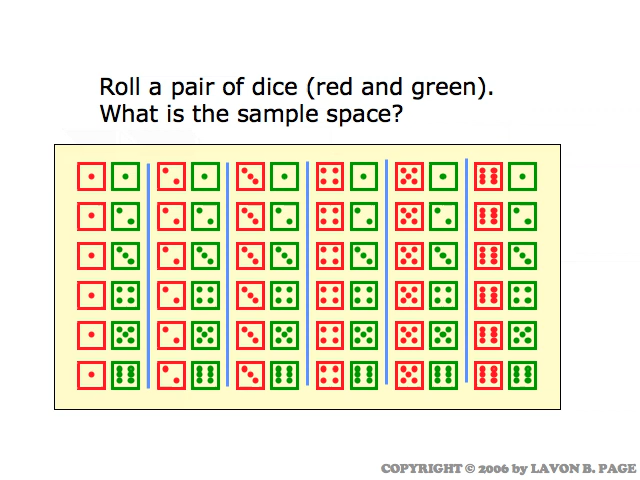 Roll a pair of dice (red and green).
What is the sample space?
COPYRIGHT © 2006 by LAVON B. PAGE